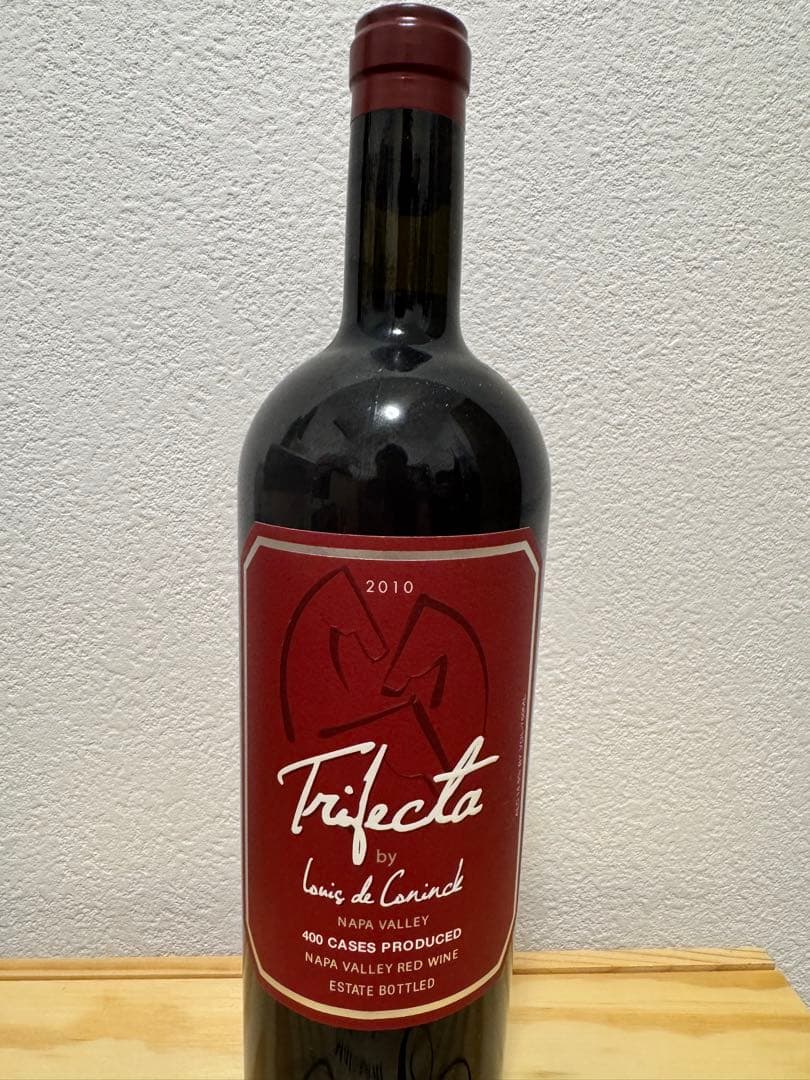 2010
Trifecta
by
Louis de Coninck
NAPA VALLEY
400 CASES PRODUCED
NAPA VALLEY RED WINE
ESTATE BOTTLED